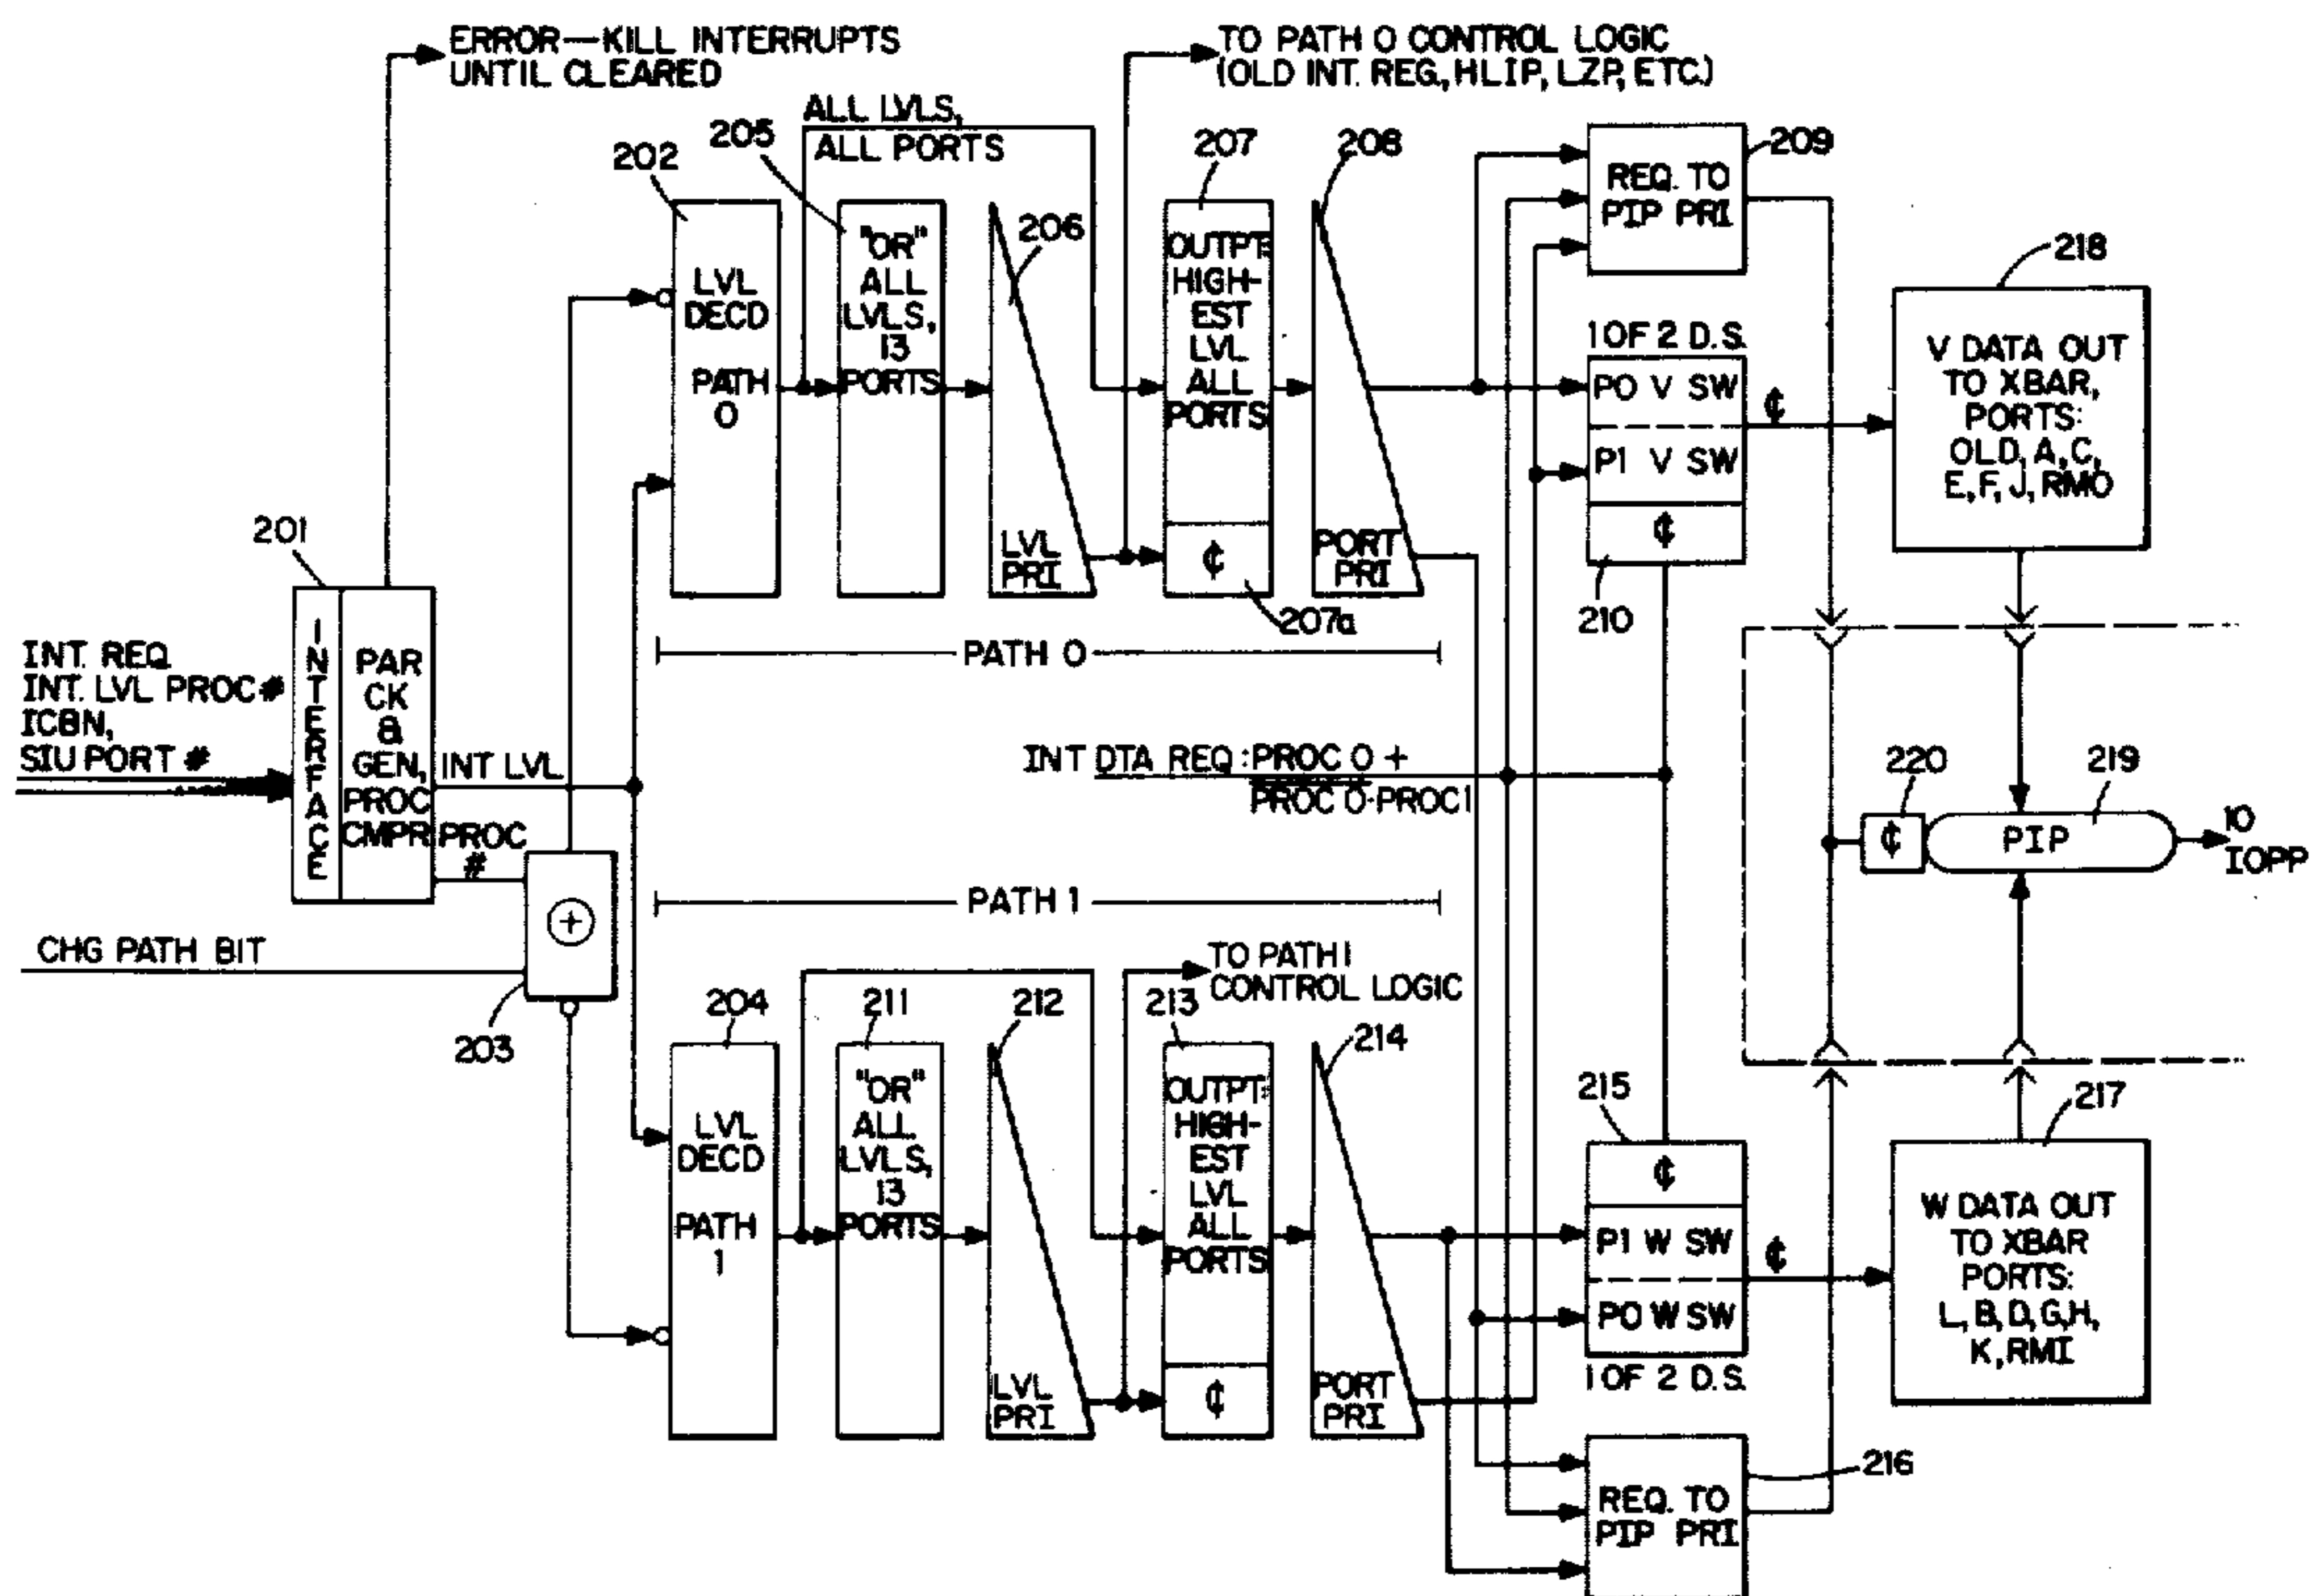 ERROR—KILL INTERRUPTS
UNTIL CLEARED
TO PATH 0 CONTROL LOGIC
(OLD INT. REG., HLIP, LZP, ETC.)
ALL LVLS,
ALL PORTS
202
205
206
207
208
209
LVL
DECD
PATH
0
"OR"
ALL
LVLS,
13
PORTS
LVL
PRI
OUTPT:
HIGH-
EST
LVL
ALL
PORTS
₵
207a
PORT
PRI
REQ. TO
PIP PRI
1 OF 2 D.S.
P0 V SW
P1 V SW
₵
210
₵
218
V DATA OUT
TO XBAR,
PORTS:
OLD, A, C,
E, F, J, RM0
201
INTERFACE
PAR
CK
&
GEN,
PROC
CMPR
INT. REQ
INT. LVL PROC #
ICBN,
SIU PORT #
INT LVL
PROC
#
CHG PATH BIT
⊕
203
PATH 0
INT DTA REQ: PROC 0 +
PROC 0·PROC 1
PATH 1
220
219
₵
PIP
10
IOPP
TO PATH 1
CONTROL LOGIC
204
211
212
213
214
LVL
DECD
PATH
1
"OR"
ALL
LVLS,
13
PORTS
LVL
PRI
OUTPT:
HIGH-
EST
LVL
ALL
PORTS
₵
PORT
PRI
215
₵
P1 W SW
P0 W SW
1 OF 2 D.S.
₵
217
W DATA OUT
TO XBAR
PORTS:
L, B, D, G, H,
K, RM1
216
REQ. TO
PIP PRI